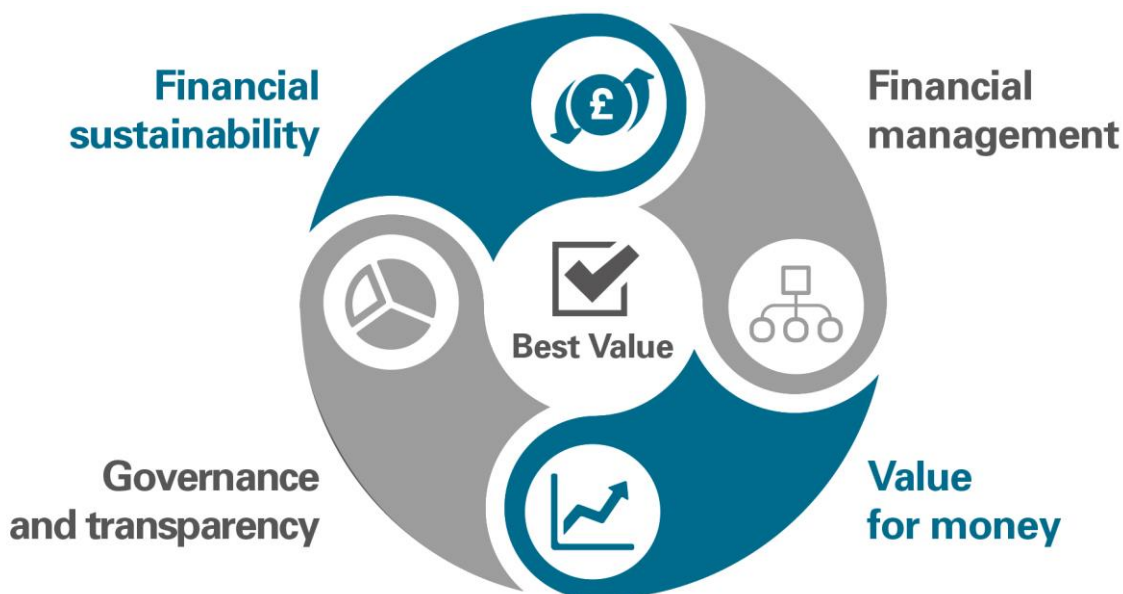 Financial
sustainability
£
Financial
management
Best Value
Governance
and transparency
Value
for money